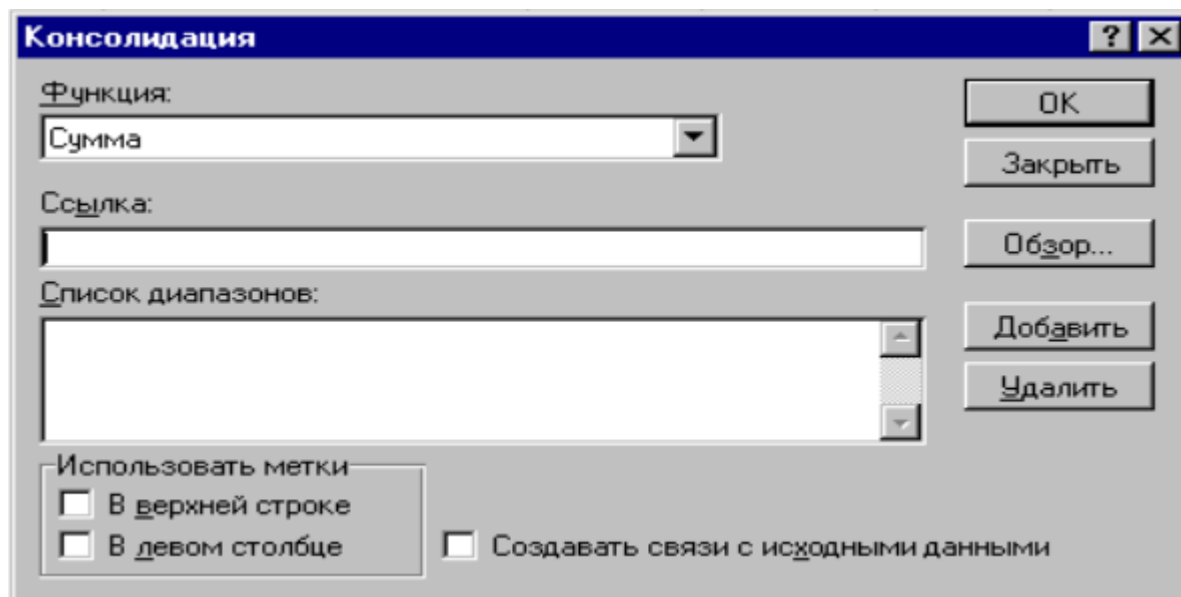 Консолидация
Функция:
Сумма
Ссылка:
Список диапазонов:
Использовать метки
В верхней строке
В левом столбце
Создавать связи с исходными данными
OK
Закрыть
Обзор...
Добавить
Удалить